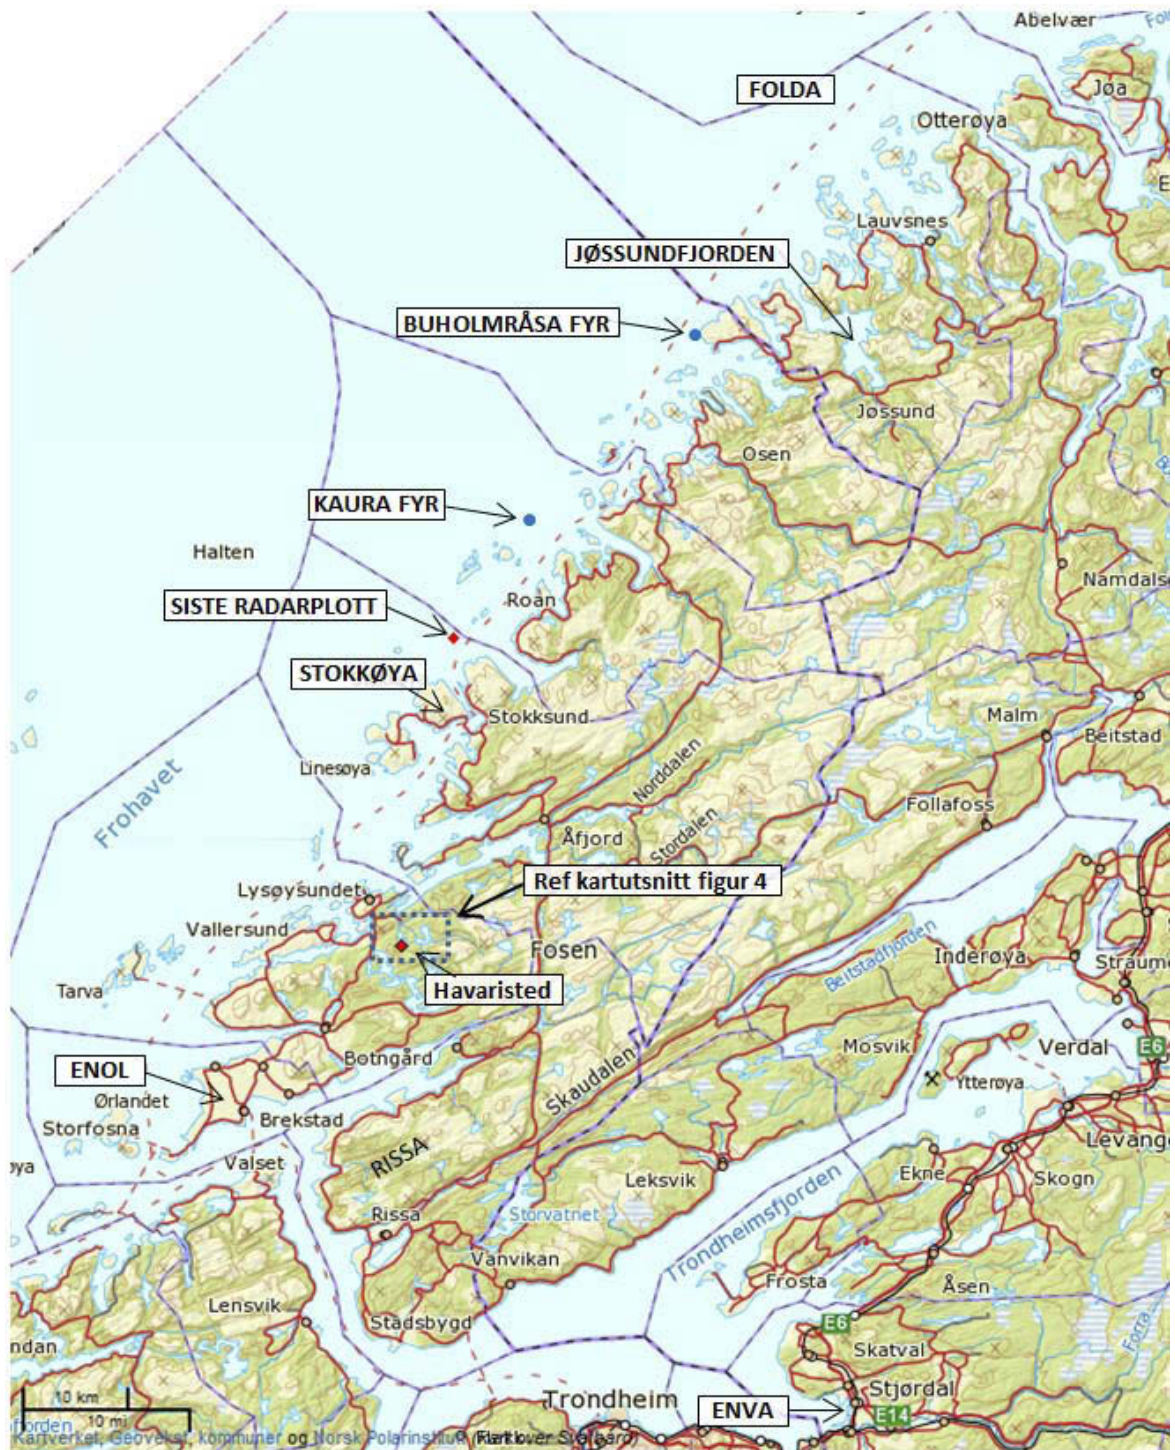 Abelvær
FOLDA
Jøa
Otterøya
Lauvsnes
JØSSUNDFJORDEN
BUHOLMRÅSA FYR
Jøssund
Osen
KAURA FYR
Halten
Namdals
SISTE RADARPLOTT
Roan
STOKKØYA
Stokksund
Malm
Beitstad
Linesøya
Norddalen
Frohavet
Follafoss
Stordalen
Åfjord
Ref kartutsnitt figur 4
Lysøysundet
Vallersund
Fosen
Inderøya
Straum
Beitstadfjorden
Havaristed
Tarva
Botngård
Mosvik
Verdal
E6
ENOL
Skaudalen
Ytterøya
Ørlandet
Brekstad
Storfosna
Levange
RISSA
Valset
Ekne
Skogn
Leksvik
Rissa
Storvatnet
Trondheimsfjorden
Vanvikan
Frosta
Åsen
Lensvik
Stadsbygd
E6
Forra
Skatval
10 km
Stjørdal
Trondheim
ENVA
E14
10 mi
Kartverket, Geovekst, kommuner og Norsk Polarinstitutt